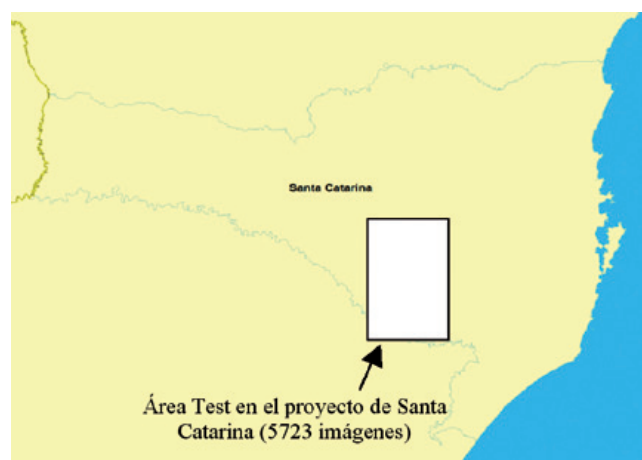 Santa Catarina
Área Test en el proyecto de Santa
Catarina (5723 imágenes)